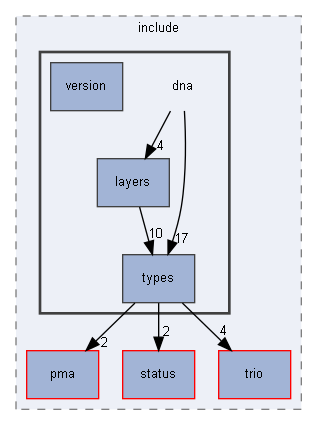 include
version
dna
4
layers
10
17
types
2
2
4
pma
status
trio